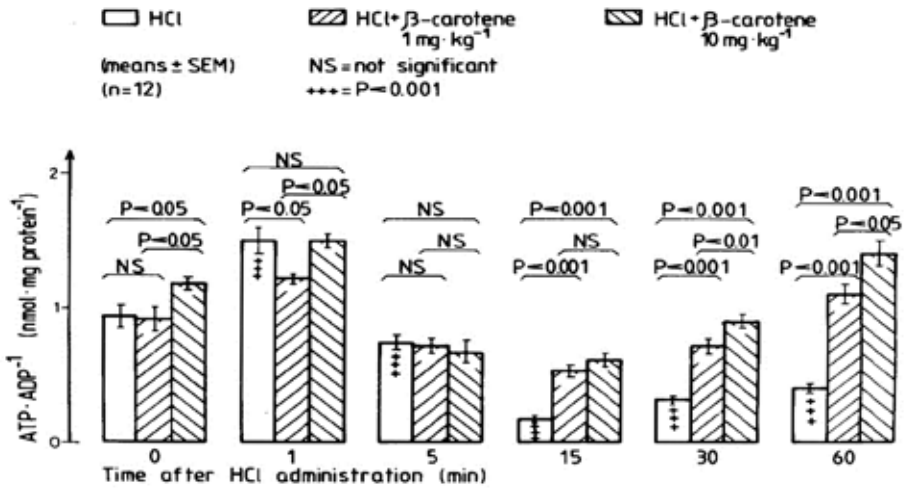 HCl
HCl+β-carotene
1 mg·kg⁻¹
HCl+β-carotene
10 mg·kg⁻¹
(means ± SEM)
NS = not significant
(n=12)
+++ = P<0.001
ATP·ADP⁻¹ (nmol·mg protein⁻¹)
2
1
0
P<0.05
P<0.05
NS
NS
P<0.05
P<0.05
+++
NS
NS
NS
+++
P<0.001
NS
P<0.001
+++
P<0.001
P<0.01
P<0.001
+++
P<0.001
P<0.05
P<0.001
+++
0 1 5 15 30 60
Time after HCl administration (min)